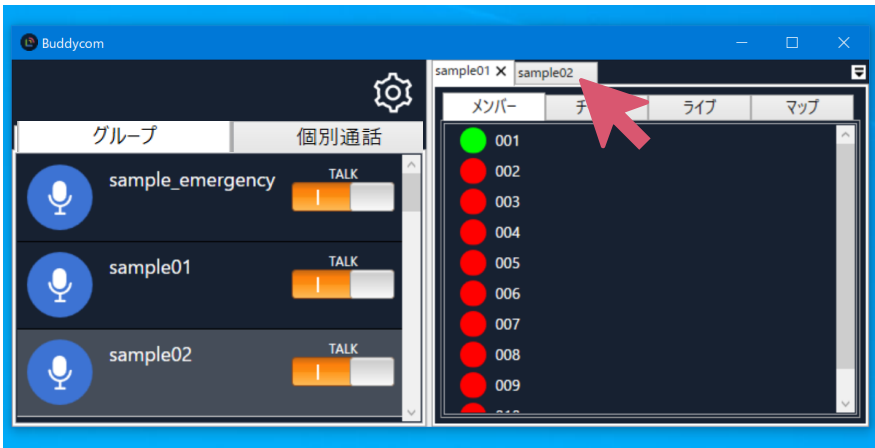 Buddycom
グループ
個別通話
sample_emergency
TALK
sample01
TALK
sample02
TALK
sample01
sample02
メンバー
ライブ
マップ
001
002
003
004
005
006
007
008
009